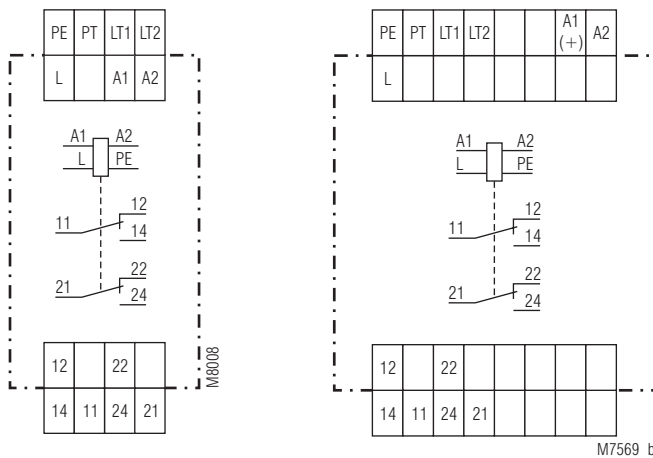 PE PT LT1 LT2
L A1 A2
A1 A2
L PE
11 12
14
21 22
24
12 22
14 11 24 21
M8008
PE PT LT1 LT2 A1 (+) A2
L
A1 A2
L PE
11 12
14
21 22
24
12 22
14 11 24 21
M7569_b